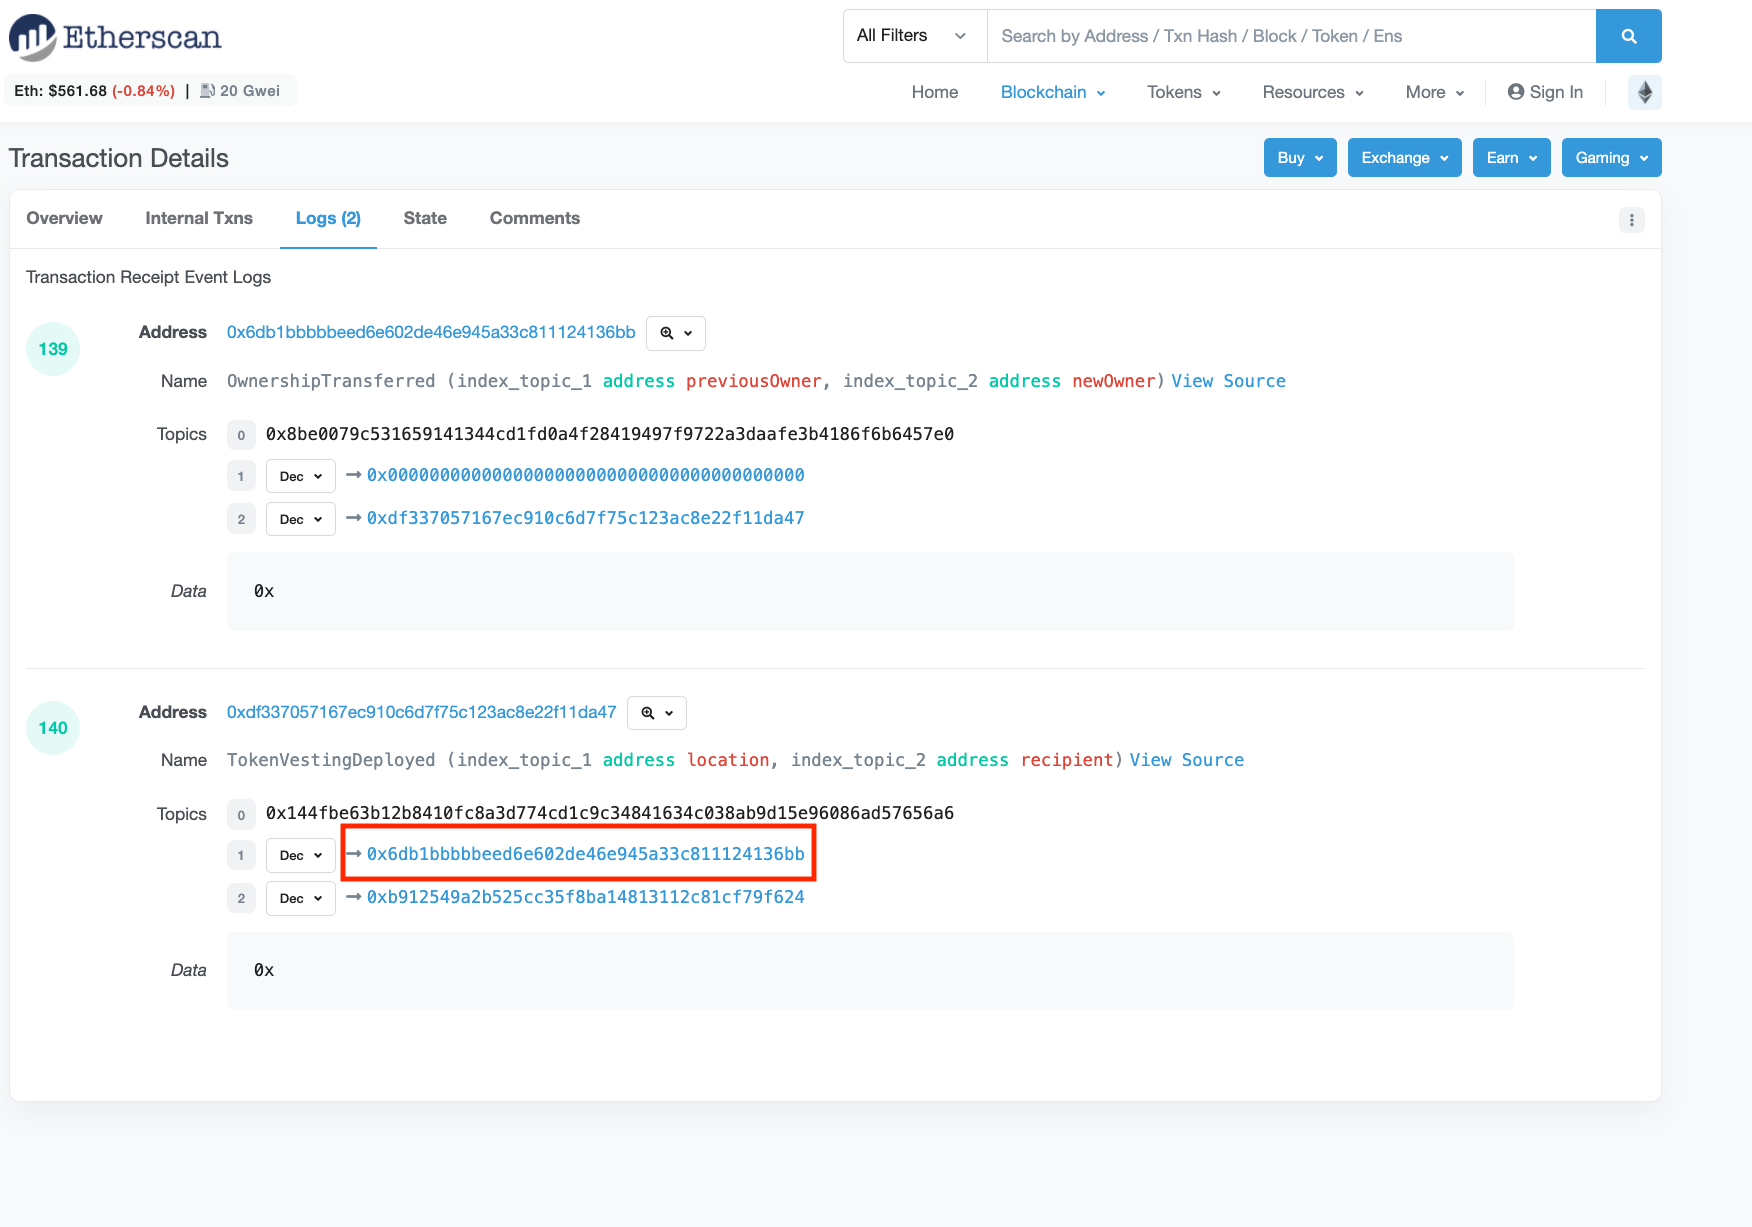 Etherscan
All Filters
Search by Address / Txn Hash / Block / Token / Ens
Eth: $561.68 (-0.84%) | 20 Gwei
Home Blockchain Tokens Resources More Sign In
Transaction Details
Buy Exchange Earn Gaming
Overview Internal Txns Logs (2) State Comments
Transaction Receipt Event Logs
139
Address 0x6db1bbbbbeed6e602de46e945a33c811124136bb
Name OwnershipTransferred (index_topic_1 address previousOwner, index_topic_2 address newOwner) View Source
Topics 0 0x8be0079c531659141344cd1fd0a4f28419497f9722a3daafe3b4186f6b6457e0
1 Dec → 0x0000000000000000000000000000000000000000
2 Dec → 0xdf337057167ec910c6d7f75c123ac8e22f11da47
Data 0x
140
Address 0xdf337057167ec910c6d7f75c123ac8e22f11da47
Name TokenVestingDeployed (index_topic_1 address location, index_topic_2 address recipient) View Source
Topics 0 0x144fbe63b12b8410fc8a3d774cd1c9c34841634c038ab9d15e96086ad57656a6
1 Dec → 0x6db1bbbbbeed6e602de46e945a33c811124136bb
2 Dec → 0xb912549a2b525cc35f8ba14813112c81cf79f624
Data 0x